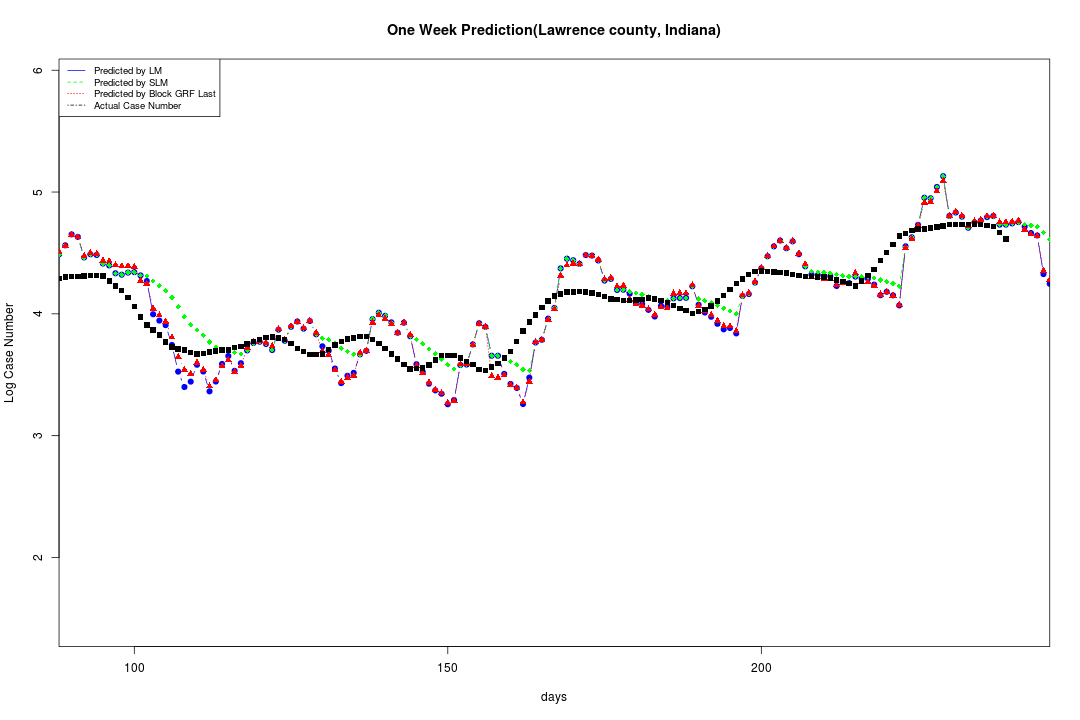 One Week Prediction(Lawrence county, Indiana)
Predicted by LM
Predicted by SLM
Predicted by Block GRF Last
Actual Case Number
6
5
4
3
2
Log Case Number
100 150 200
days